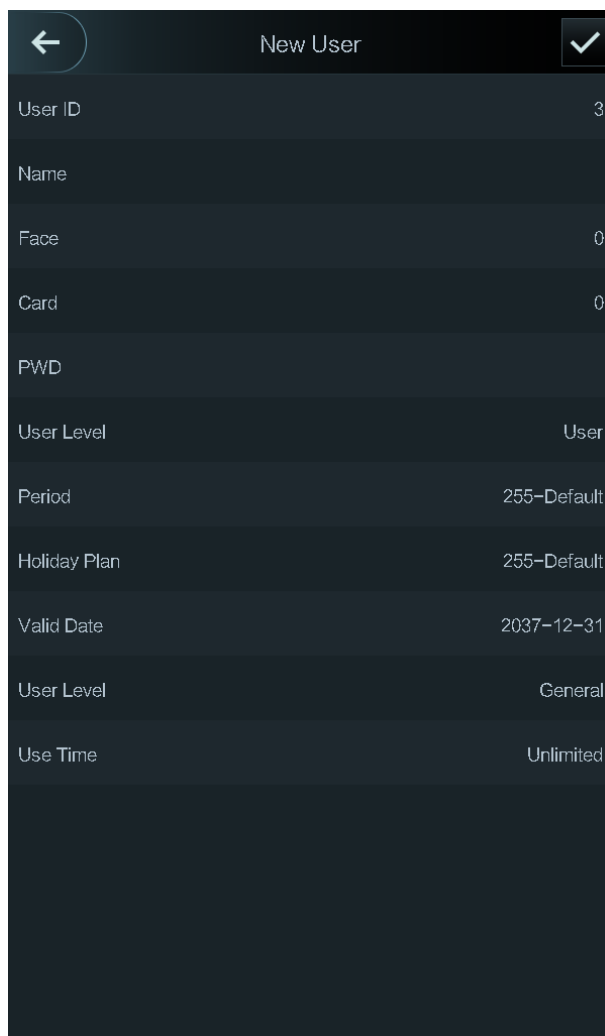 New User
User ID 3
Name
Face 0
Card 0
PWD
User Level User
Period 255-Default
Holiday Plan 255-Default
Valid Date 2037-12-31
User Level General
Use Time Unlimited